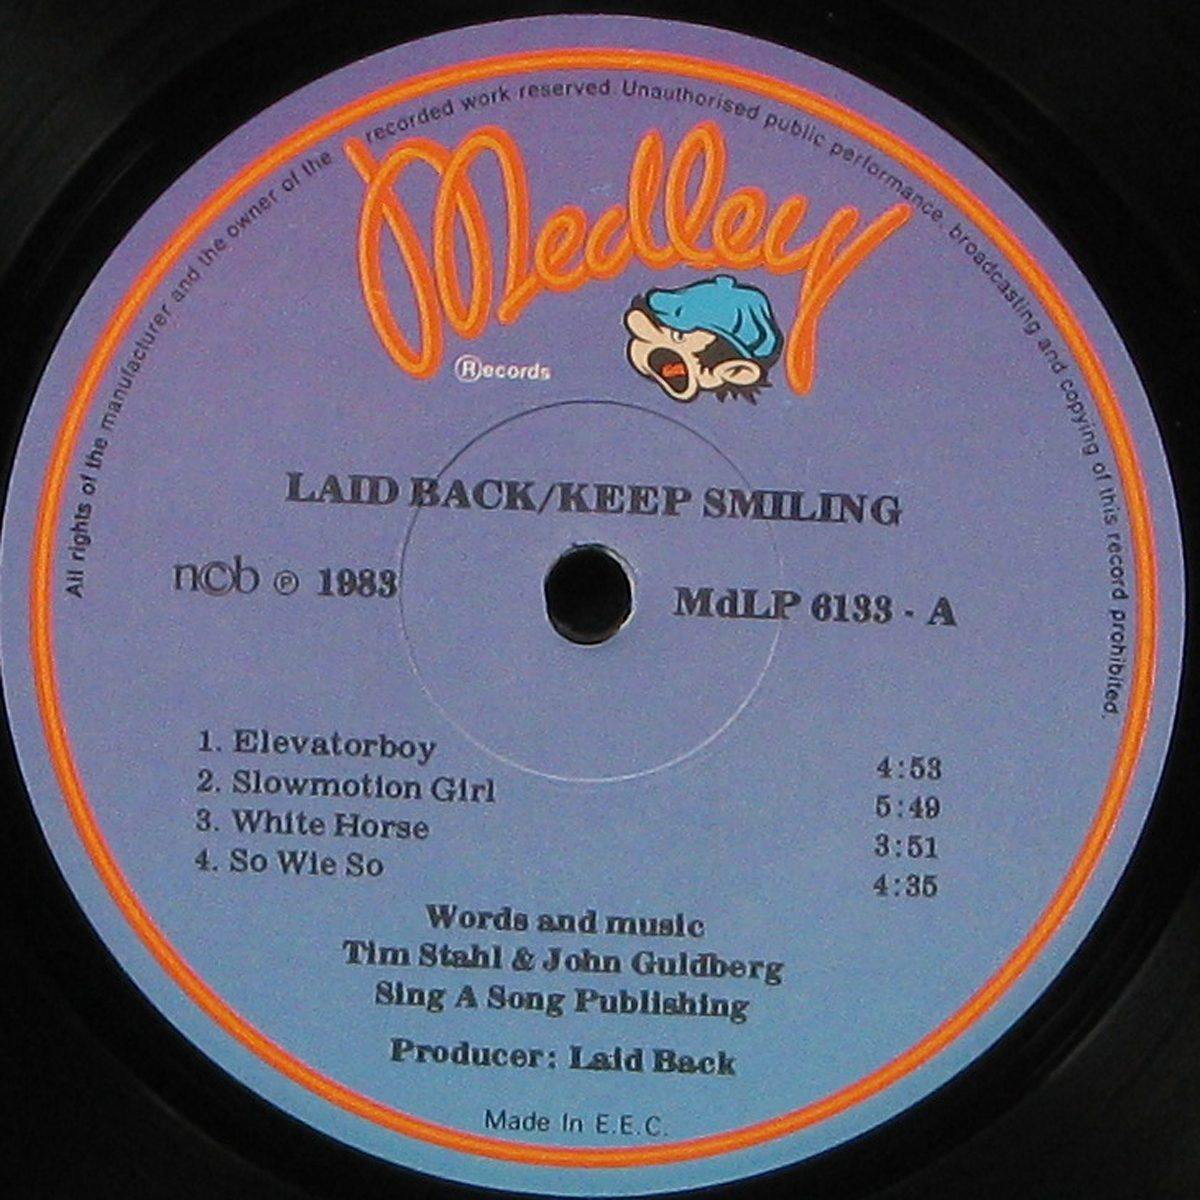 All rights of the manufacturer and the owner of the recorded work reserved. Unauthorised public performance, broadcasting and copying of this record prohibited.
Medley
Records
LAID BACK/KEEP SMILING
n©b ℗ 1983
MdLP 6133 - A
1. Elevatorboy 4:53
2. Slowmotion Girl 5:49
3. White Horse 3:51
4. So Wie So 4:35
Words and music
Tim Stahl & John Guldberg
Sing A Song Publishing
Producer: Laid Back
Made In E.E.C.